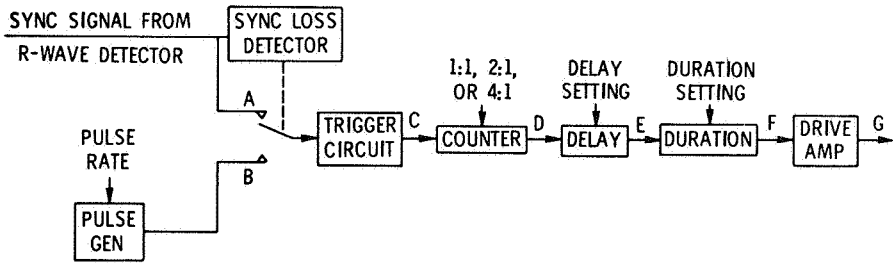 SYNC SIGNAL FROM
R-WAVE DETECTOR
SYNC LOSS
DETECTOR
A
B
PULSE
RATE
PULSE
GEN
TRIGGER
CIRCUIT
C
1:1, 2:1,
OR 4:1
COUNTER
D
DELAY
SETTING
DELAY
E
DURATION
SETTING
DURATION
F
DRIVE
AMP
G